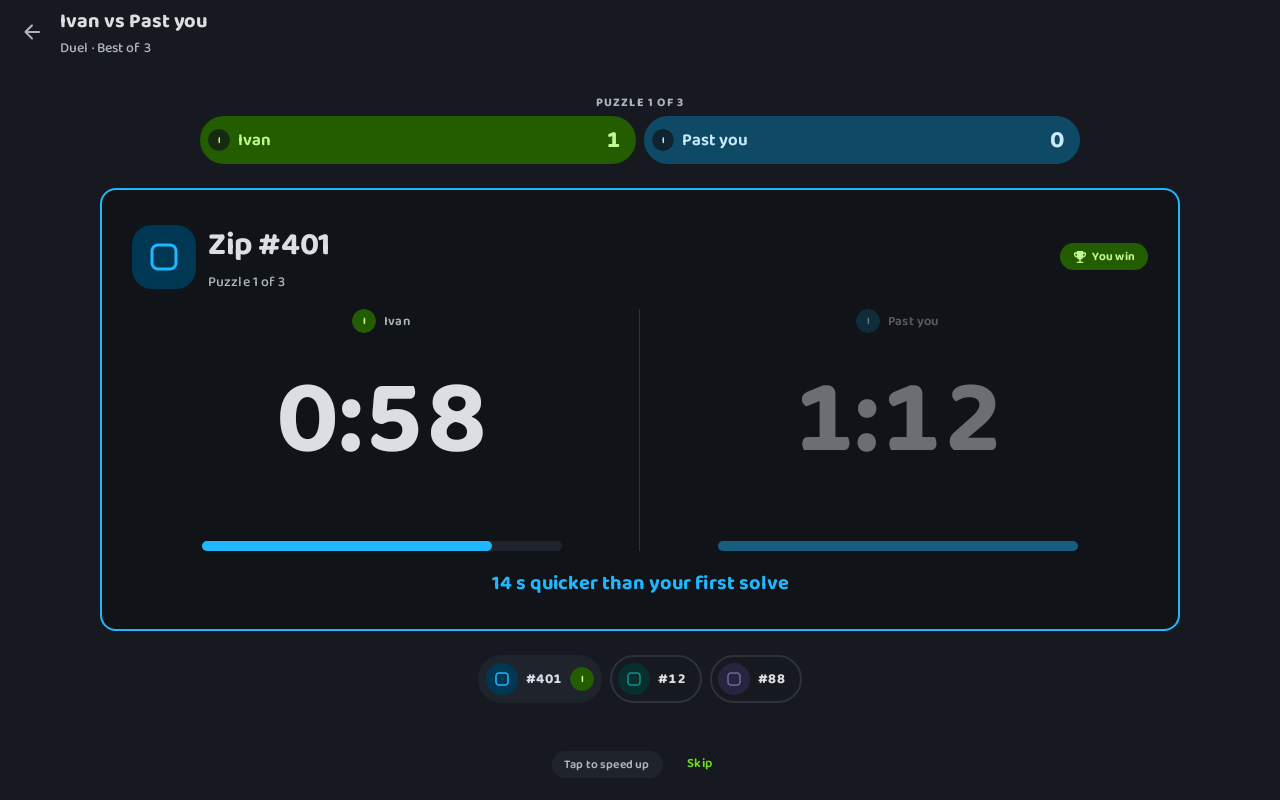 Ivan vs Past you
Duel · Best of 3
PUZZLE 1 OF 3
I Ivan 1
I Past you 0
Zip #401
Puzzle 1 of 3
You win
I Ivan
I Past you
0:58
1:12
14 s quicker than your first solve
#401 I
#12
#88
Tap to speed up
Skip